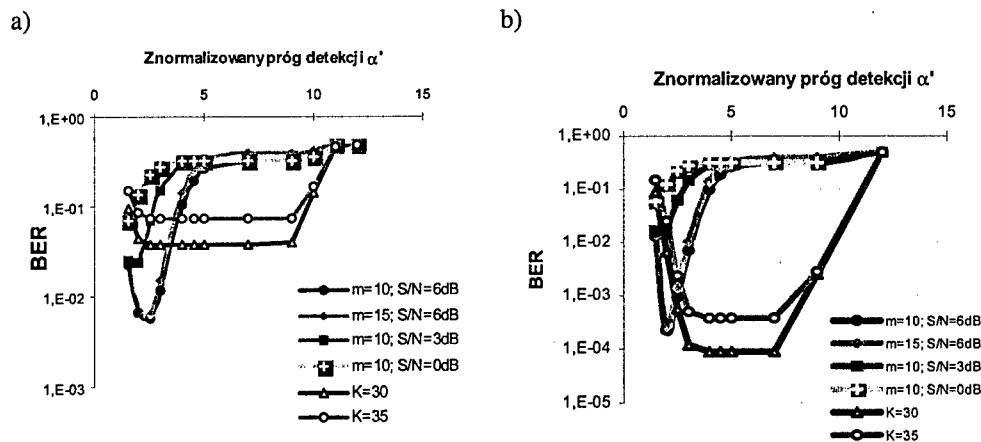 a)
Znormalizowany próg detekcji α'
0 5 10 15
1,E+00
1,E-01
1,E-02
1,E-03
BER
m=10; S/N=6dB
m=15; S/N=6dB
m=10; S/N=3dB
m=10; S/N=0dB
K=30
K=35
b)
Znormalizowany próg detekcji α'
0 5 10 15
1,E+00
1,E-01
1,E-02
1,E-03
1,E-04
1,E-05
BER
m=10; S/N=6dB
m=15; S/N=6dB
m=10; S/N=3dB
m=10; S/N=0dB
K=30
K=35